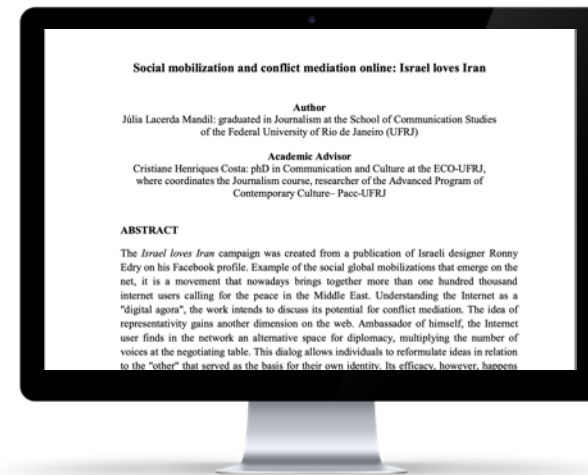 Social mobilization and conflict mediation online: Israel loves Iran
Author
Júlia Lacerda Mandil: graduated in Journalism at the School of Communication Studies
of the Federal University of Rio de Janeiro (UFRJ)
Academic Advisor
Cristiane Henriques Costa: phD in Communication and Culture at the ECO-UFRJ,
where coordinates the Journalism course, researcher of the Advanced Program of
Contemporary Culture– Pacc-UFRJ
ABSTRACT
The Israel loves Iran campaign was created from a publication of Israeli designer Ronny
Edry on his Facebook profile. Example of the social global mobilizations that emerge on the
net, it is a movement that nowadays brings together more than one hundred thousand
internet users calling for the peace in the Middle East. Understanding the Internet as a
"digital agora", the work intends to discuss its potential for conflict mediation. The idea of
representativity gains another dimension on the web. Ambassador of himself, the Internet
user finds in the network an alternative space for diplomacy, multiplying the number of
voices at the negotiating table. This dialog allows individuals to reformulate ideas in relation
to the "other" that served as the basis for their own identity. Its efficacy, however, happens